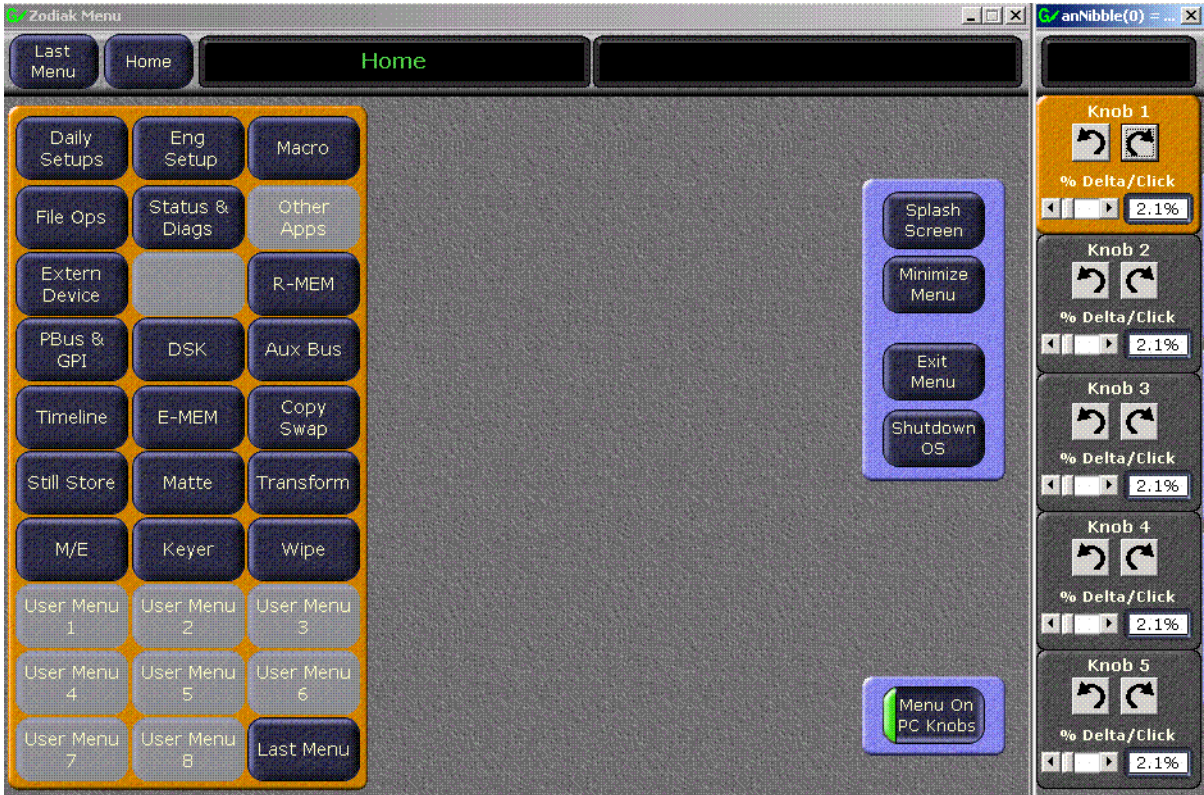 Zodiak Menu
anNibble(0) = ...
Last
Menu
Home
Home
Daily
Setups
Eng
Setup
Macro
File Ops
Status &
Diags
Other
Apps
Extern
Device
R-MEM
PBus &
GPI
DSK
Aux Bus
Timeline
E-MEM
Copy
Swap
Still Store
Matte
Transform
M/E
Keyer
Wipe
User Menu
1
User Menu
2
User Menu
3
User Menu
4
User Menu
5
User Menu
6
User Menu
7
User Menu
8
Last Menu
Splash
Screen
Minimize
Menu
Exit
Menu
Shutdown
OS
Menu On
PC Knobs
Knob 1
% Delta/Click
2.1%
Knob 2
% Delta/Click
2.1%
Knob 3
% Delta/Click
2.1%
Knob 4
% Delta/Click
2.1%
Knob 5
% Delta/Click
2.1%